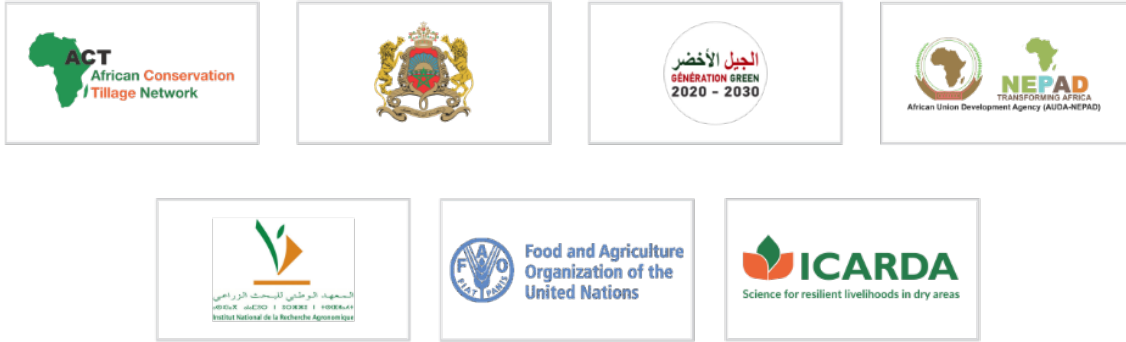 ACT
African Conservation
Tillage Network
الجيل الأخضر
GÉNÉRATION GREEN
2020 - 2030
NEPAD
TRANSFORMING AFRICA
African Union Development Agency (AUDA-NEPAD)
المعهد الوطني للبحث الزراعي
Institut National de la Recherche Agronomique
FAO
FIAT PANIS
Food and Agriculture
Organization of the
United Nations
ICARDA
Science for resilient livelihoods in dry areas